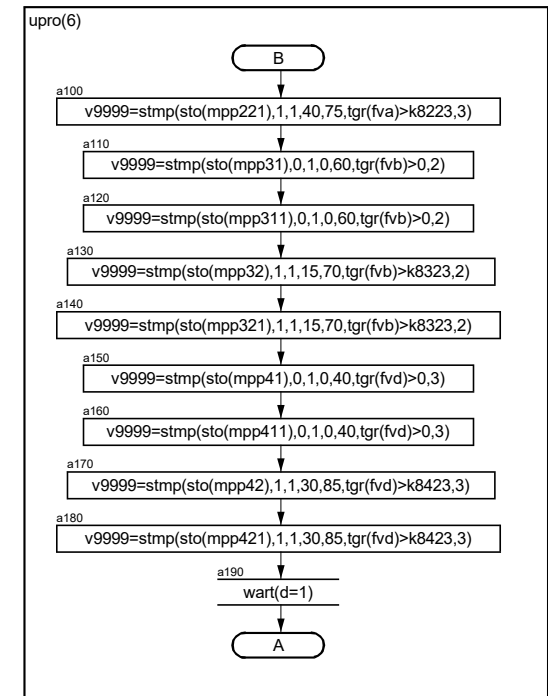 upro(6)
B
a100
v9999=stmp(sto(mpp221),1,1,40,75,tgr(fva)>k8223,3)
a110
v9999=stmp(sto(mpp31),0,1,0,60,tgr(fvb)>0,2)
a120
v9999=stmp(sto(mpp311),0,1,0,60,tgr(fvb)>0,2)
a130
v9999=stmp(sto(mpp32),1,1,15,70,tgr(fvb)>k8323,2)
a140
v9999=stmp(sto(mpp321),1,1,15,70,tgr(fvb)>k8323,2)
a150
v9999=stmp(sto(mpp41),0,1,0,40,tgr(fvd)>0,3)
a160
v9999=stmp(sto(mpp411),0,1,0,40,tgr(fvd)>0,3)
a170
v9999=stmp(sto(mpp42),1,1,30,85,tgr(fvd)>k8423,3)
a180
v9999=stmp(sto(mpp421),1,1,30,85,tgr(fvd)>k8423,3)
a190
wart(d=1)
A